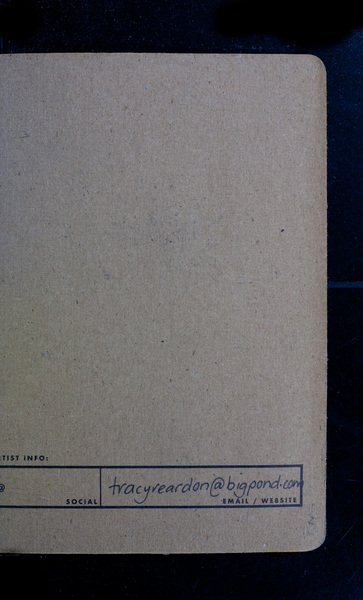 TIST INFO:
@
tracyreardon@bigpond.com
SOCIAL
EMAIL / WEBSITE